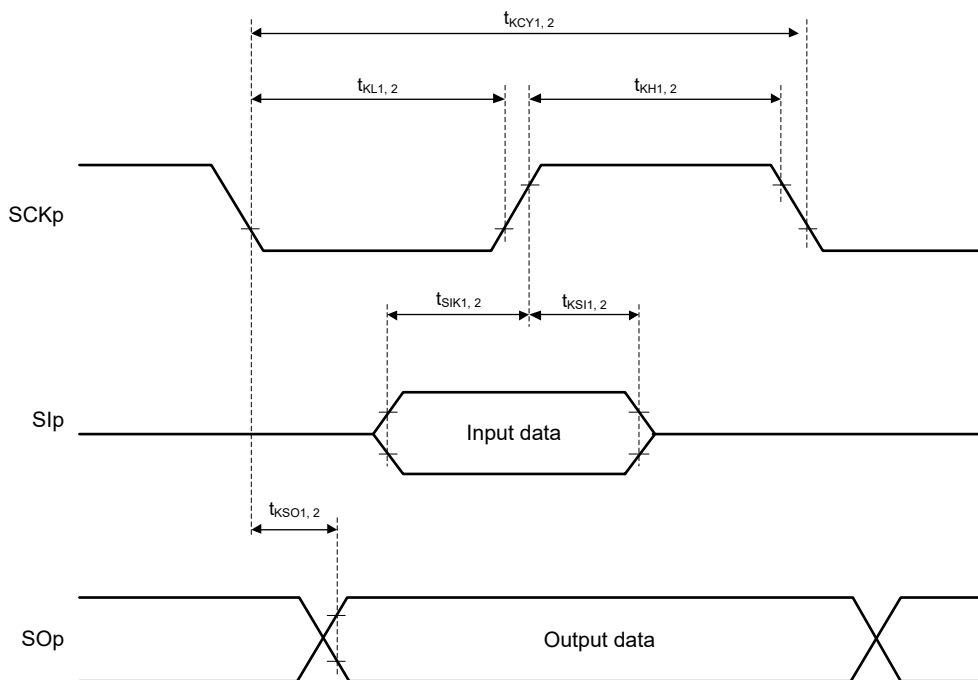 tKCY1, 2
tKL1, 2
tKH1, 2
SCKp
tSIK1, 2
tKSI1, 2
SIp
Input data
tKSO1, 2
SOp
Output data